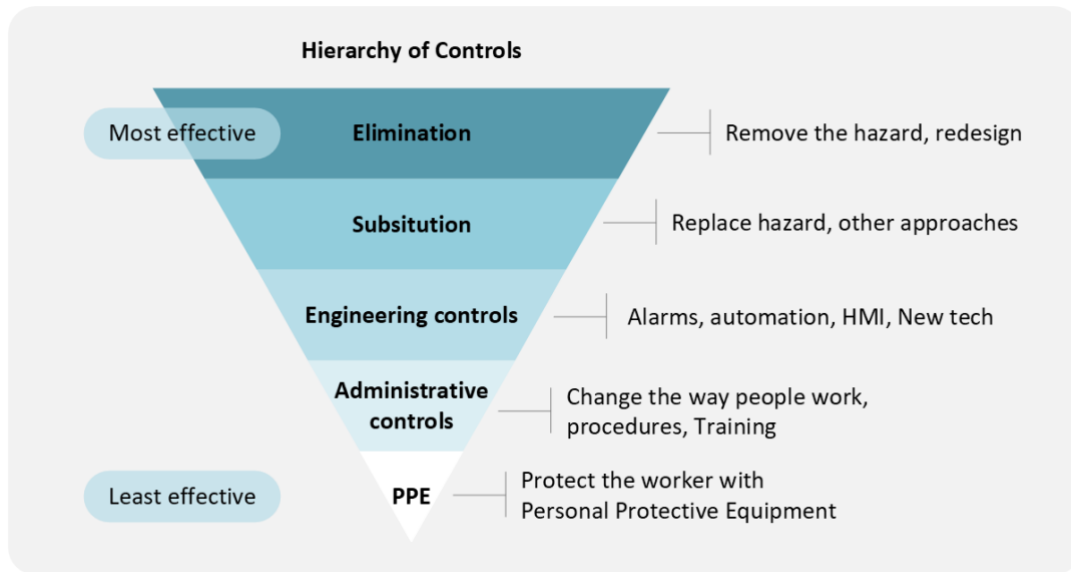 Hierarchy of Controls
Most effective
Elimination
Remove the hazard, redesign
Subsitution
Replace hazard, other approaches
Engineering controls
Alarms, automation, HMI, New tech
Administrative
controls
Change the way people work,
procedures, Training
Least effective
PPE
Protect the worker with
Personal Protective Equipment